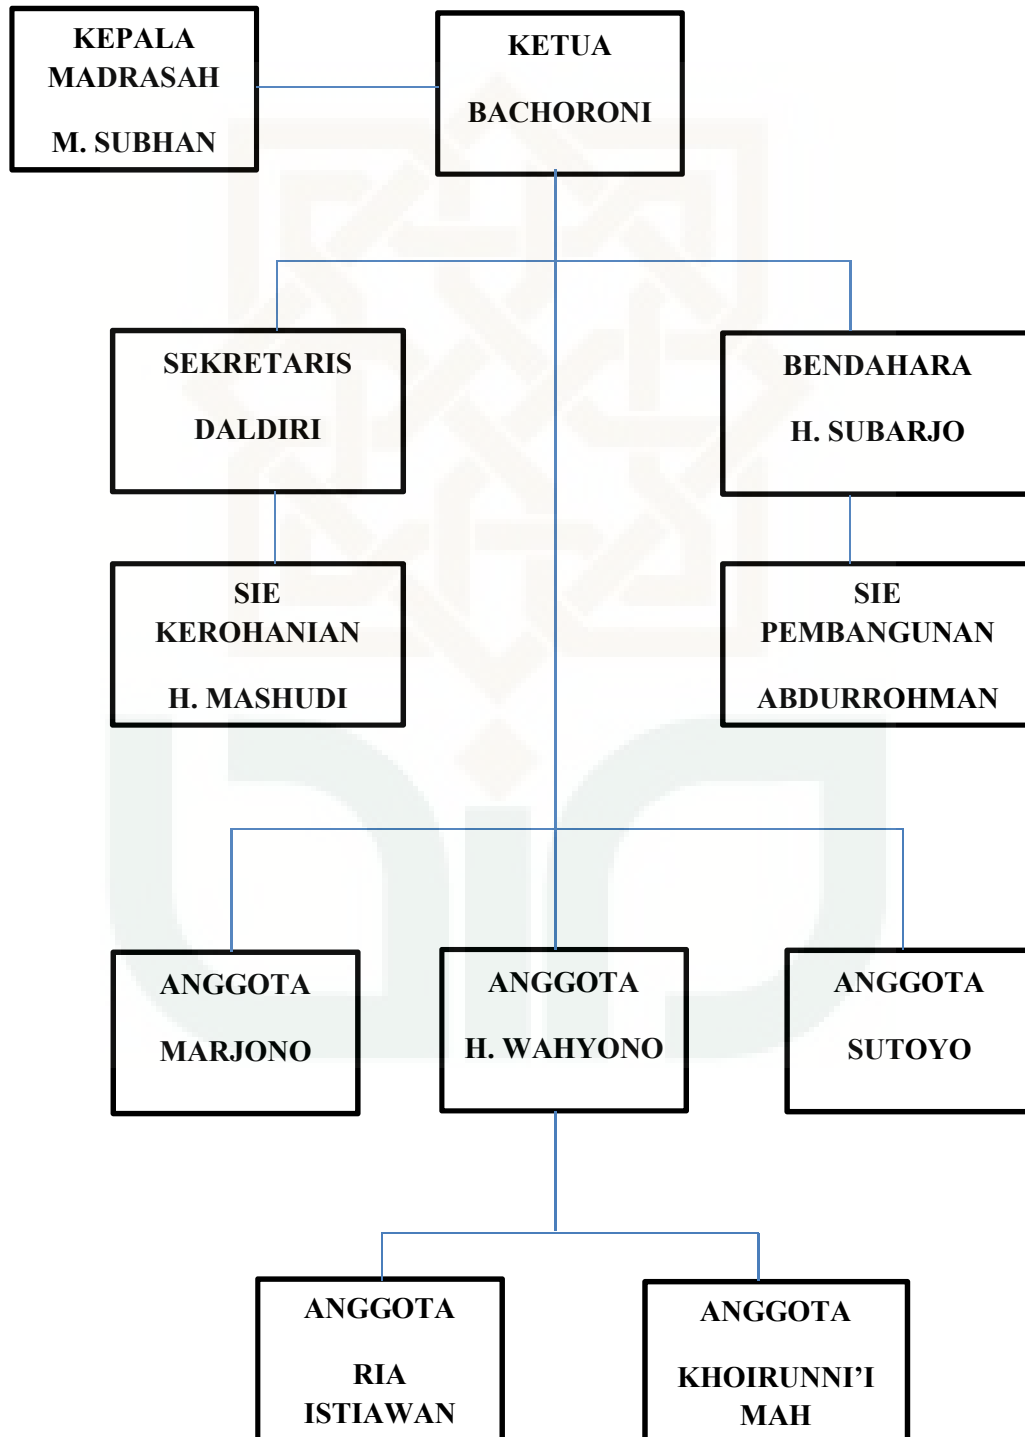 KEPALA
MADRASAH
M. SUBHAN
KETUA
BACHORONI
SEKRETARIS
DALDIRI
BENDAHARA
H. SUBARJO
SIE
KEROHANIAN
H. MASHUDI
SIE
PEMBANGUNAN
ABDURROHMAN
ANGGOTA
MARJONO
ANGGOTA
H. WAHYONO
ANGGOTA
SUTOYO
ANGGOTA
RIA
ISTIAWAN
ANGGOTA
KHOIRUNNI’I
MAH